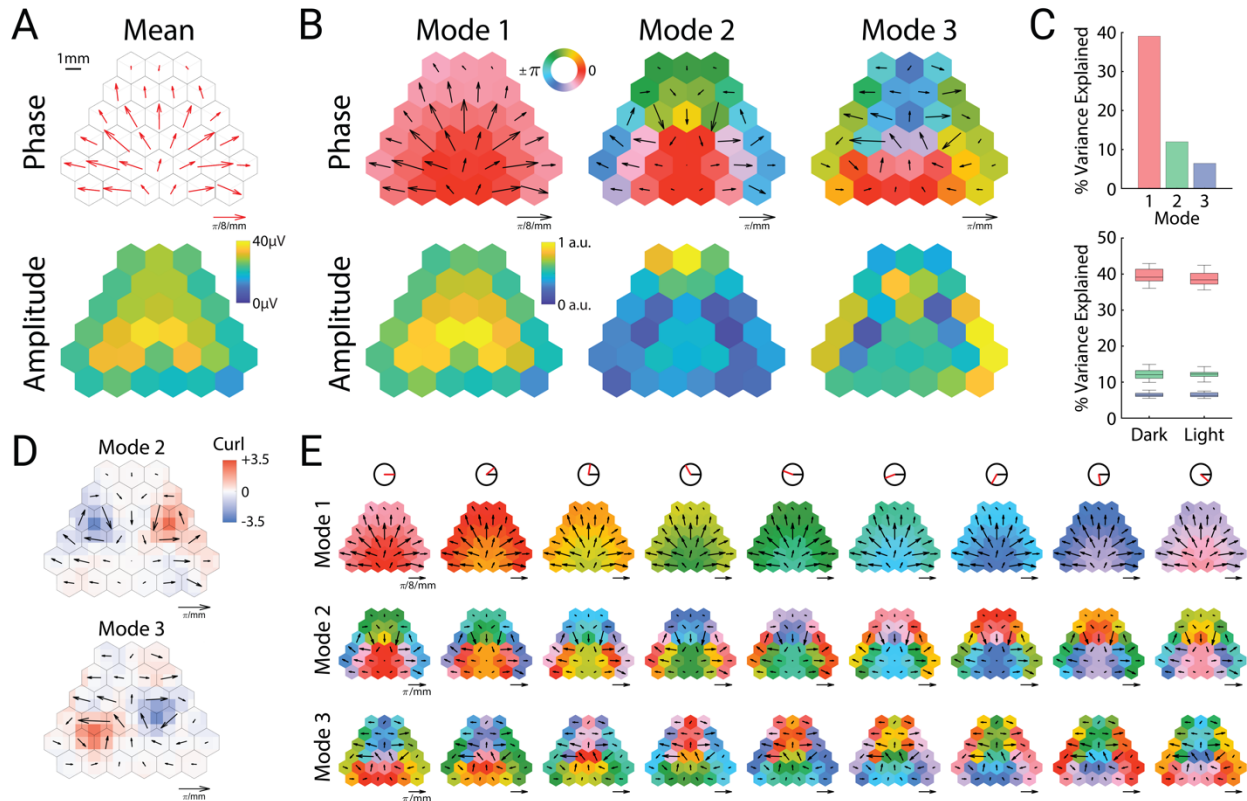 A
Mean
1mm
Phase
π/8/mm
Amplitude
40μV
0μV
B
Mode 1
Mode 2
Mode 3
±π
0
Phase
π/8/mm
π/mm
π/mm
Amplitude
1 a.u.
0 a.u.
C
% Variance Explained
40
30
20
10
0
1 2 3
Mode
% Variance Explained
50
40
30
20
10
0
Dark Light
D
Mode 2
Curl
+3.5
0
-3.5
π/mm
Mode 3
π/mm
E
Mode 1
π/8/mm
Mode 2
π/mm
Mode 3
π/mm